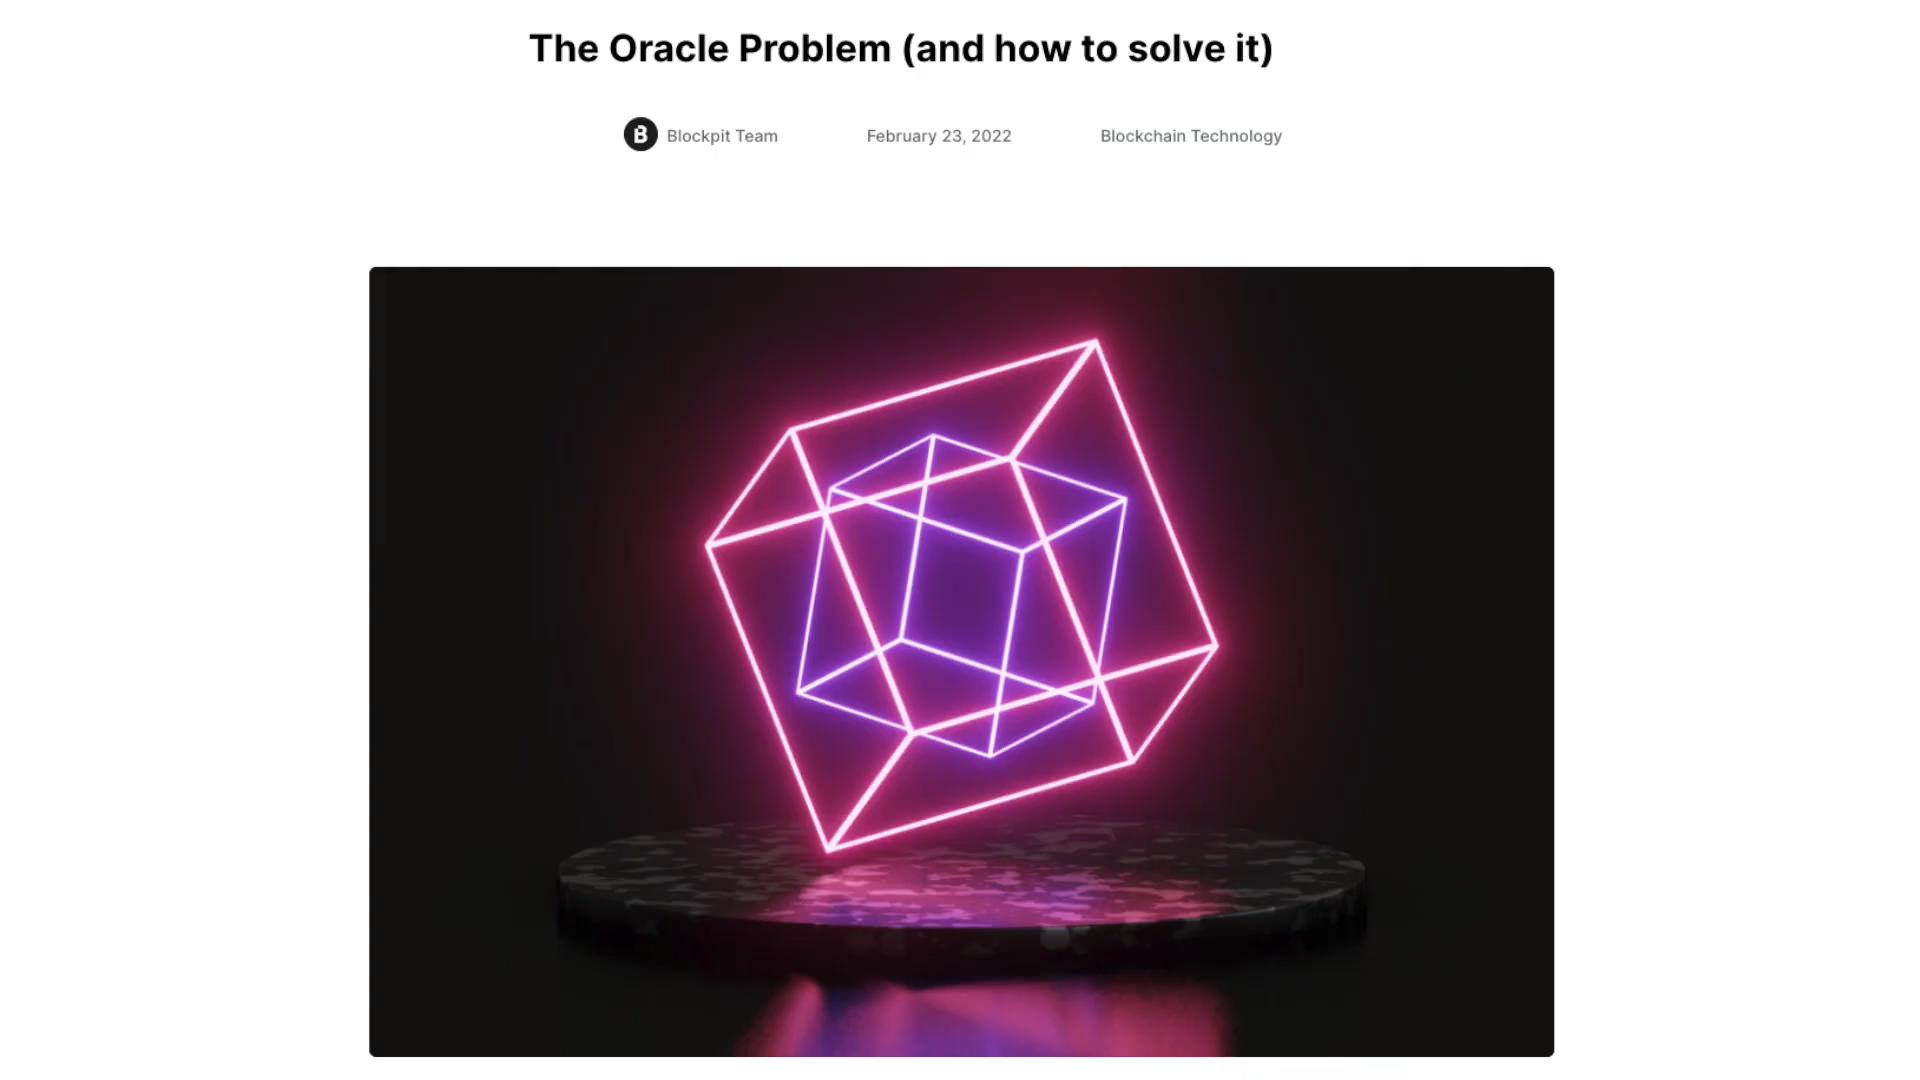 The Oracle Problem (and how to solve it)
B Blockpit Team February 23, 2022 Blockchain Technology